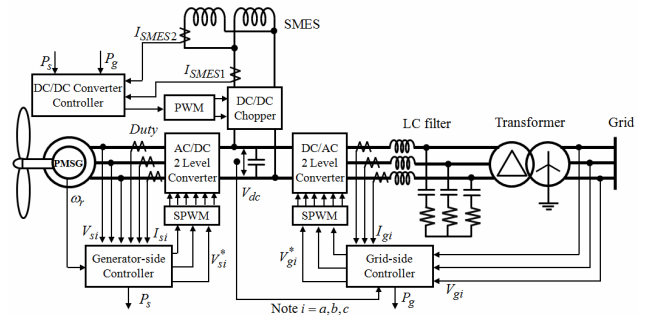 SMES
I_SMES2
I_SMES1
P_s
P_g
DC/DC Converter
Controller
PWM
DC/DC
Chopper
LC filter
Transformer
Grid
Duty
AC/DC
2 Level
Converter
DC/AC
2 Level
Converter
PMSG
V_dc
ω_r
SPWM
SPWM
V_si
I_si
V_si^*
V_gi^*
I_gi
Generator-side
Controller
Grid-side
Controller
V_gi
P_s
P_g
Note i = a,b,c